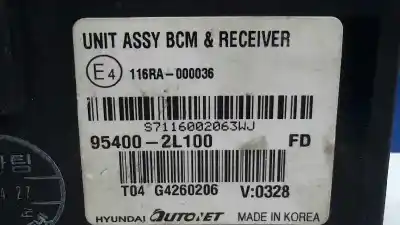 UNIT ASSY BCM & RECEIVER
E4 116RA-000036
S7116002063WJ
95400-2L100 FD
T04 G4260206 V:0328
HYUNDAI AUTONET MADE IN KOREA